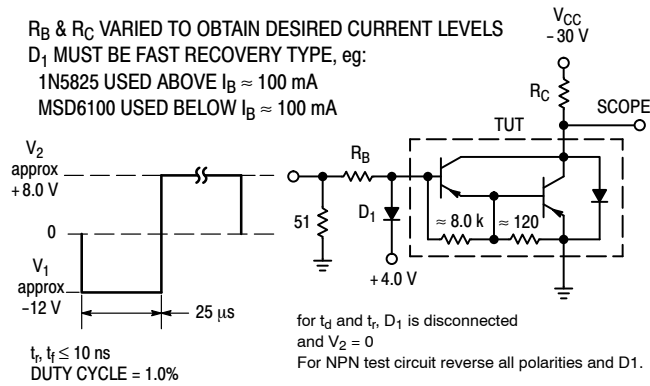 R_B & R_C VARIED TO OBTAIN DESIRED CURRENT LEVELS
D_1 MUST BE FAST RECOVERY TYPE, eg:
1N5825 USED ABOVE I_B ≈ 100 mA
MSD6100 USED BELOW I_B ≈ 100 mA
V_CC
- 30 V
R_C
SCOPE
TUT
V_2
approx
+8.0 V
0
V_1
approx
-12 V
25 μs
R_B
51
D_1
+4.0 V
≈ 8.0 k
≈ 120
t_r, t_f ≤ 10 ns
DUTY CYCLE = 1.0%
for t_d and t_r, D_1 is disconnected
and V_2 = 0
For NPN test circuit reverse all polarities and D1.